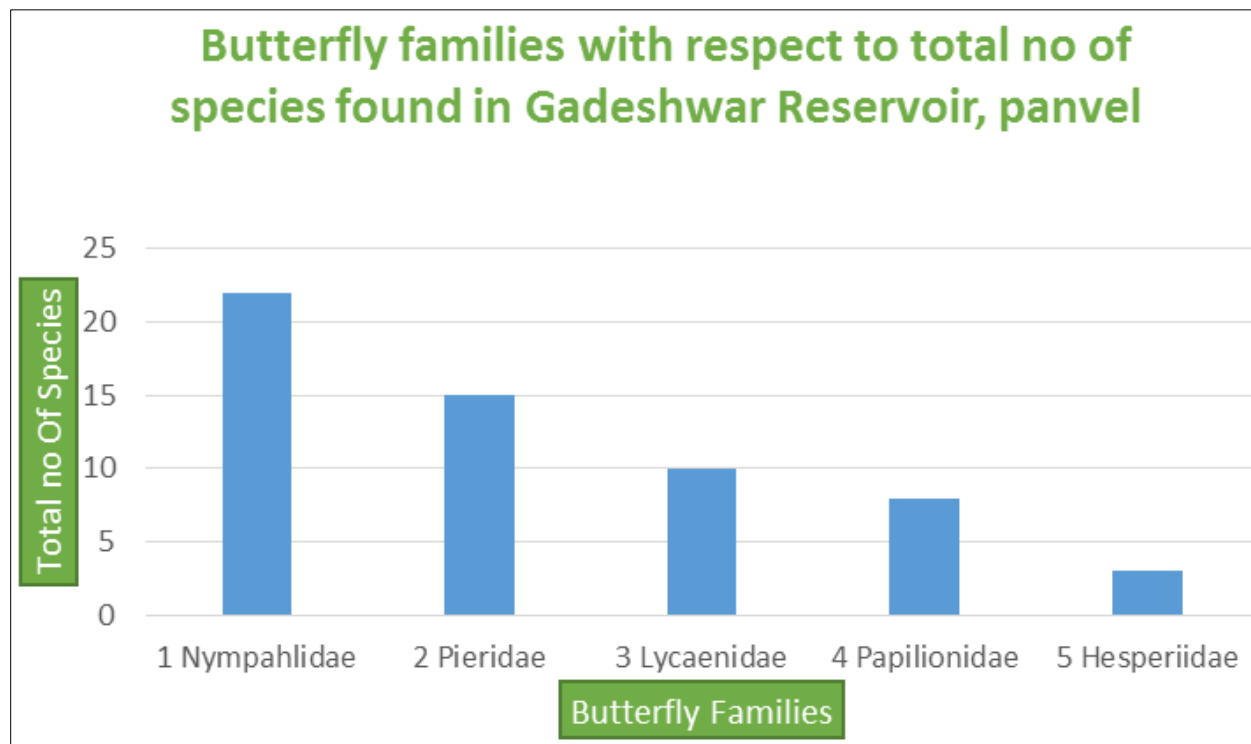 Butterfly families with respect to total no of
species found in Gadeshwar Reservoir, panvel
Total no Of Species
25
20
15
10
5
0
1 Nympahlidae 2 Pieridae 3 Lycaenidae 4 Papilionidae 5 Hesperiidae
Butterfly Families